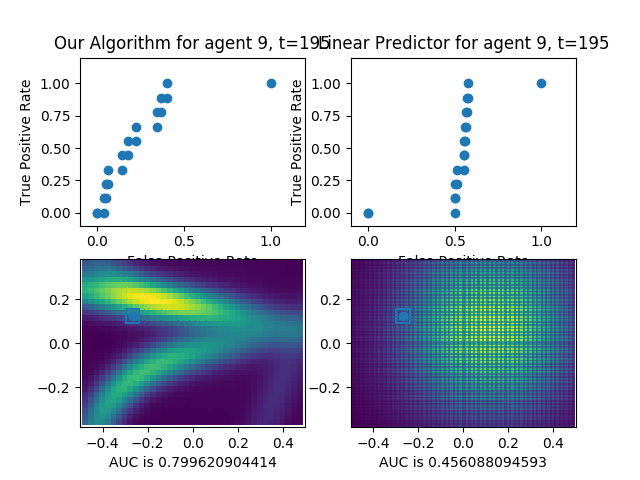 Our Algorithm for agent 9, t=195
Linear Predictor for agent 9, t=195
True Positive Rate
1.00
0.75
0.50
0.25
0.00
0.0 0.5 1.0
False Positive Rate
True Positive Rate
1.00
0.75
0.50
0.25
0.00
0.0 0.5 1.0
False Positive Rate
0.2
0.0
−0.2
−0.4 −0.2 0.0 0.2 0.4
AUC is 0.799620904414
0.2
0.0
−0.2
−0.4 −0.2 0.0 0.2 0.4
AUC is 0.456088094593